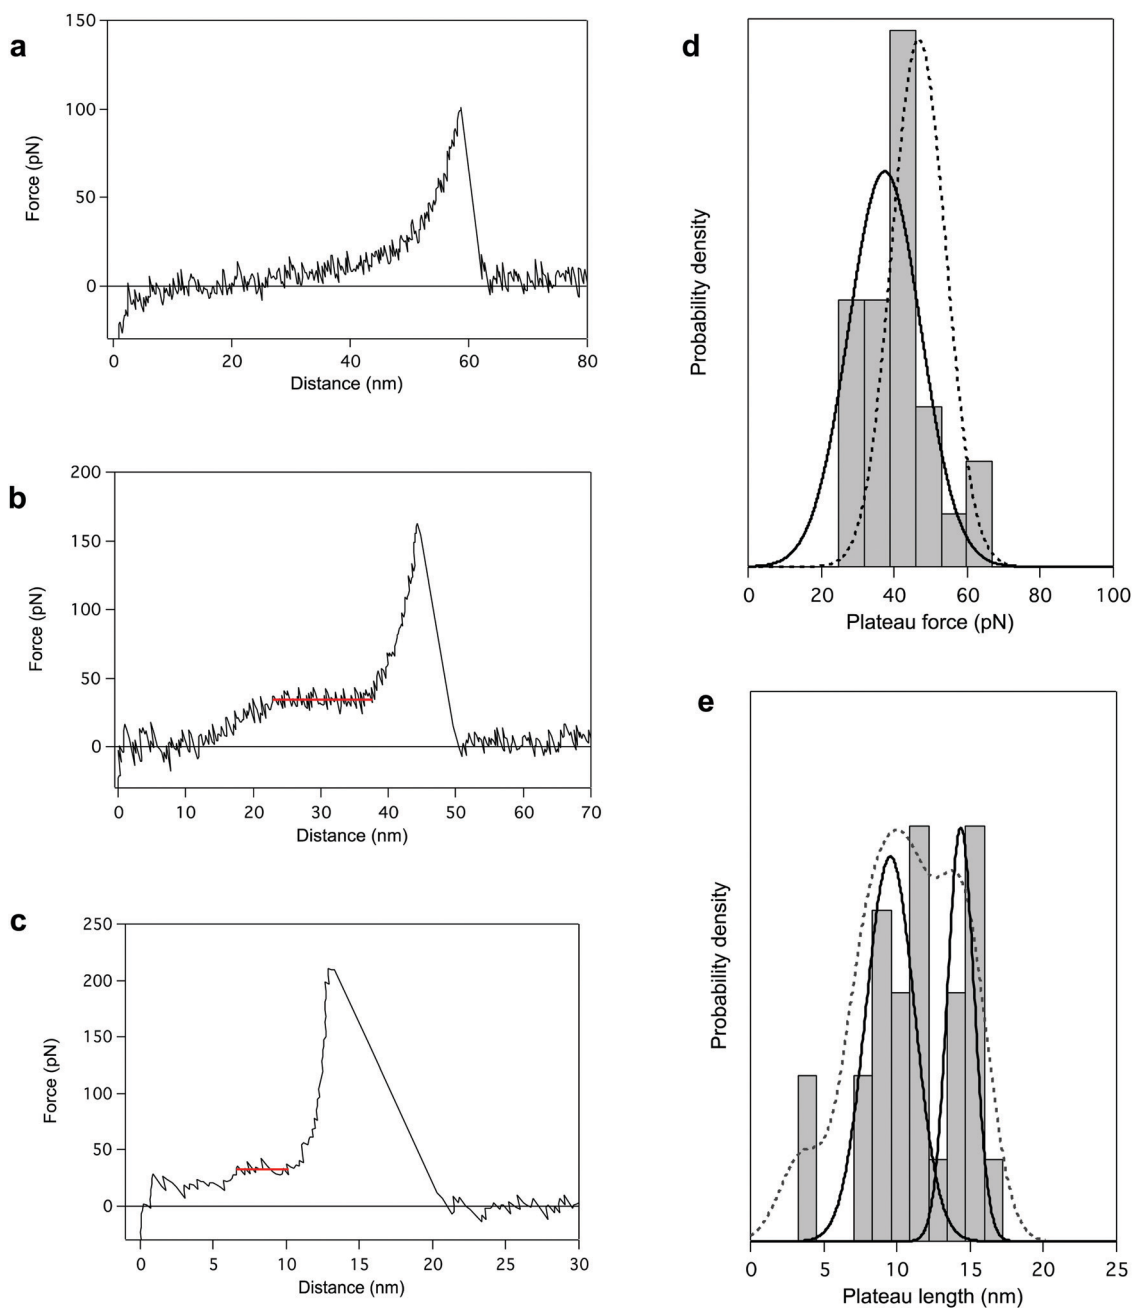 a
150
100
50
0
Force (pN)
0 20 40 60 80
Distance (nm)
b
200
150
100
50
0
Force (pN)
0 10 20 30 40 50 60 70
Distance (nm)
c
250
200
150
100
50
0
Force (pN)
0 5 10 15 20 25 30
Distance (nm)
d
Probability density
0 20 40 60 80 100
Plateau force (pN)
e
Probability density
0 5 10 15 20 25
Plateau length (nm)